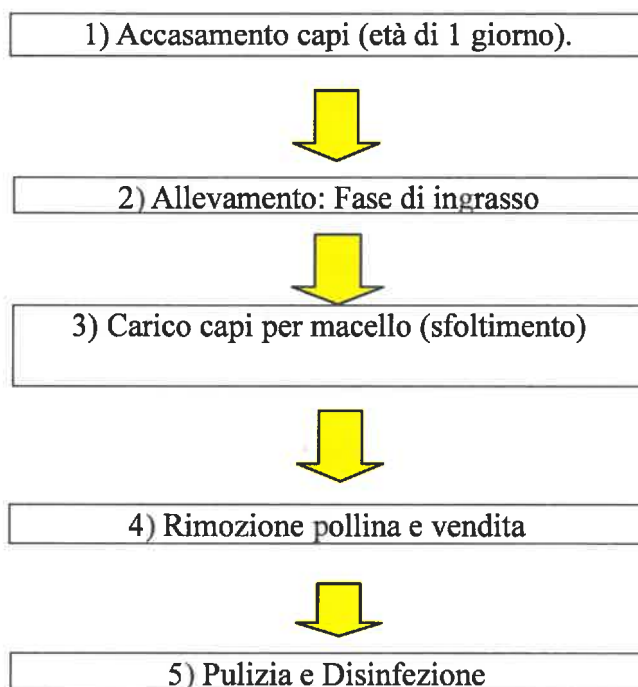 1) Accasamento capi (età di 1 giorno).
2) Allevamento: Fase di ingrasso
3) Carico capi per macello (sfoltimento)
4) Rimozione pollina e vendita
5) Pulizia e Disinfezione